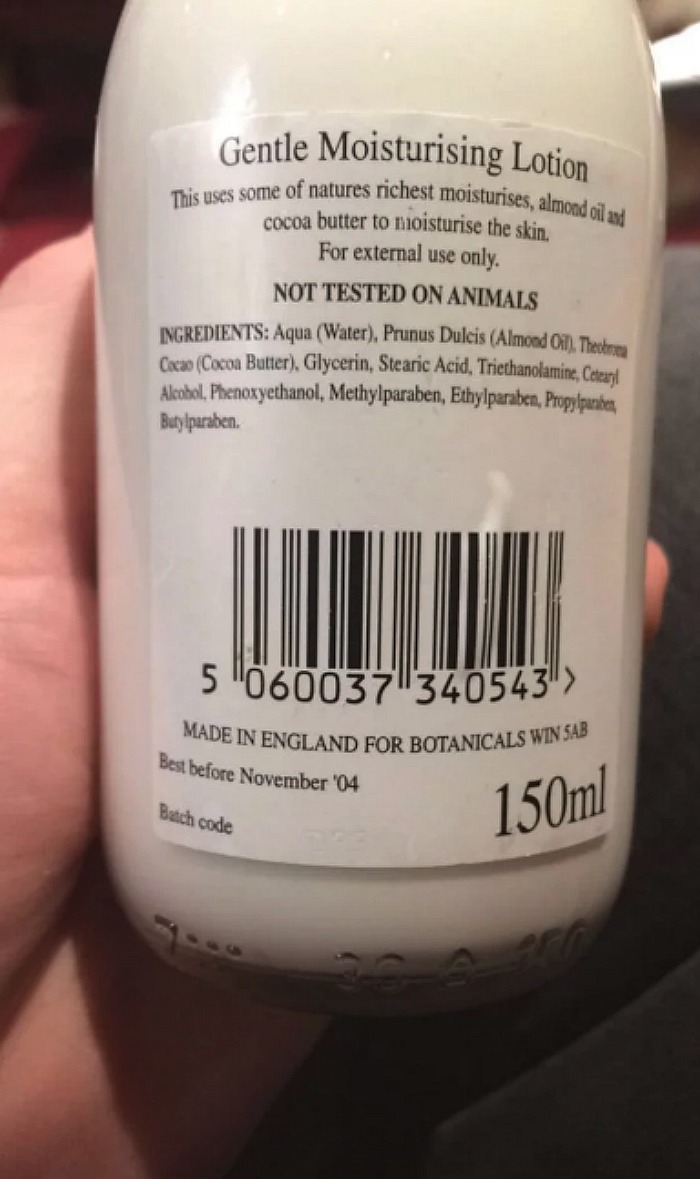 Gentle Moisturising Lotion
This uses some of natures richest moisturises, almond oil and
cocoa butter to moisturise the skin.
For external use only.
NOT TESTED ON ANIMALS
INGREDIENTS: Aqua (Water), Prunus Dulcis (Almond Oil), Theobroma
Cacao (Cocoa Butter), Glycerin, Stearic Acid, Triethanolamine, Cetearyl
Alcohol, Phenoxyethanol, Methylparaben, Ethylparaben, Propylparaben,
Butylparaben.
5 060037 340543 >
MADE IN ENGLAND FOR BOTANICALS W1N 5AB
Best before November '04
150ml
Batch code